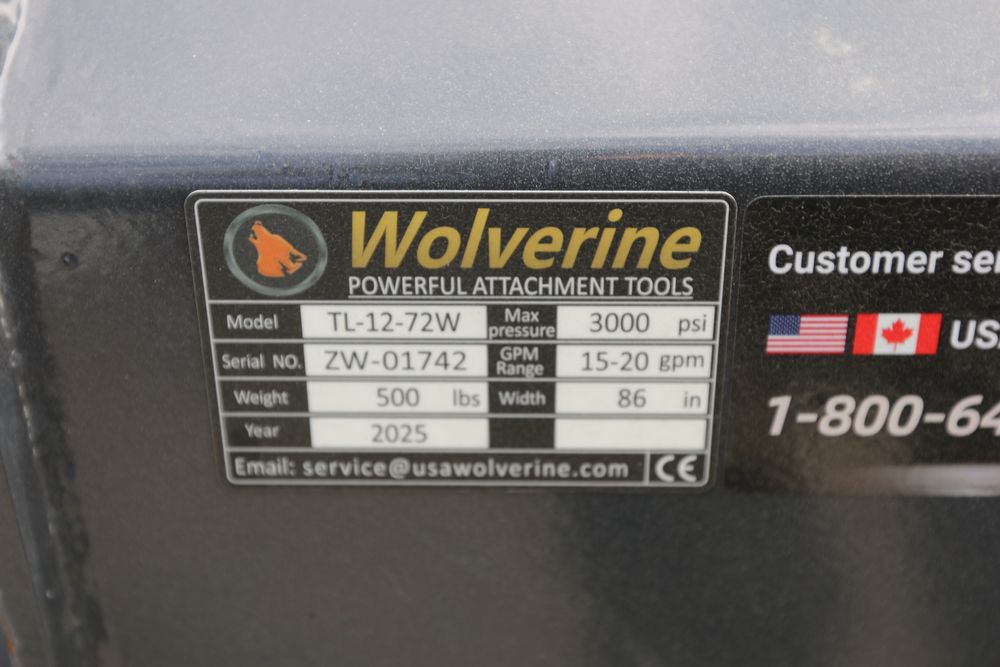 Wolverine
POWERFUL ATTACHMENT TOOLS
Model TL-12-72W Max pressure 3000 psi
Serial NO. ZW-01742 GPM Range 15-20 gpm
Weight 500 lbs Width 86 in
Year 2025
Email: service@usawolverine.com CE
Customer ser
USA
1-800-64